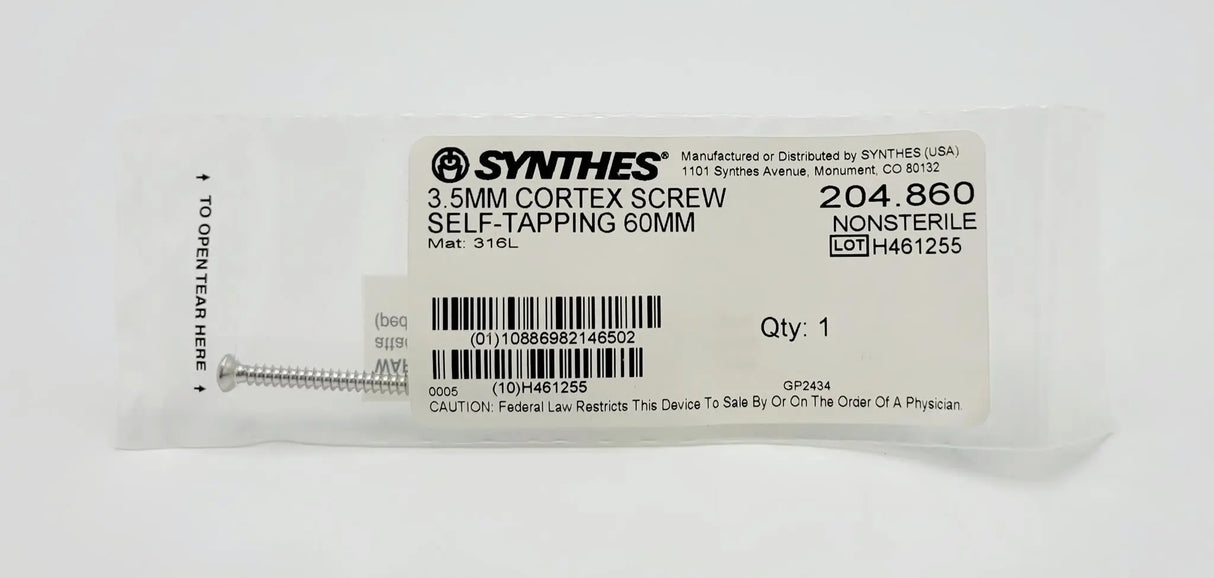 ↑ TO OPEN TEAR HERE ↑
SYNTHES®
Manufactured or Distributed by SYNTHES (USA)
1101 Synthes Avenue, Monument, CO 80132
3.5MM CORTEX SCREW
SELF-TAPPING 60MM
Mat: 316L
204.860
NONSTERILE
LOT H461255
(01)10886982146502
Qty: 1
0005
(10)H461255
GP2434
CAUTION: Federal Law Restricts This Device To Sale By Or On The Order Of A Physician.